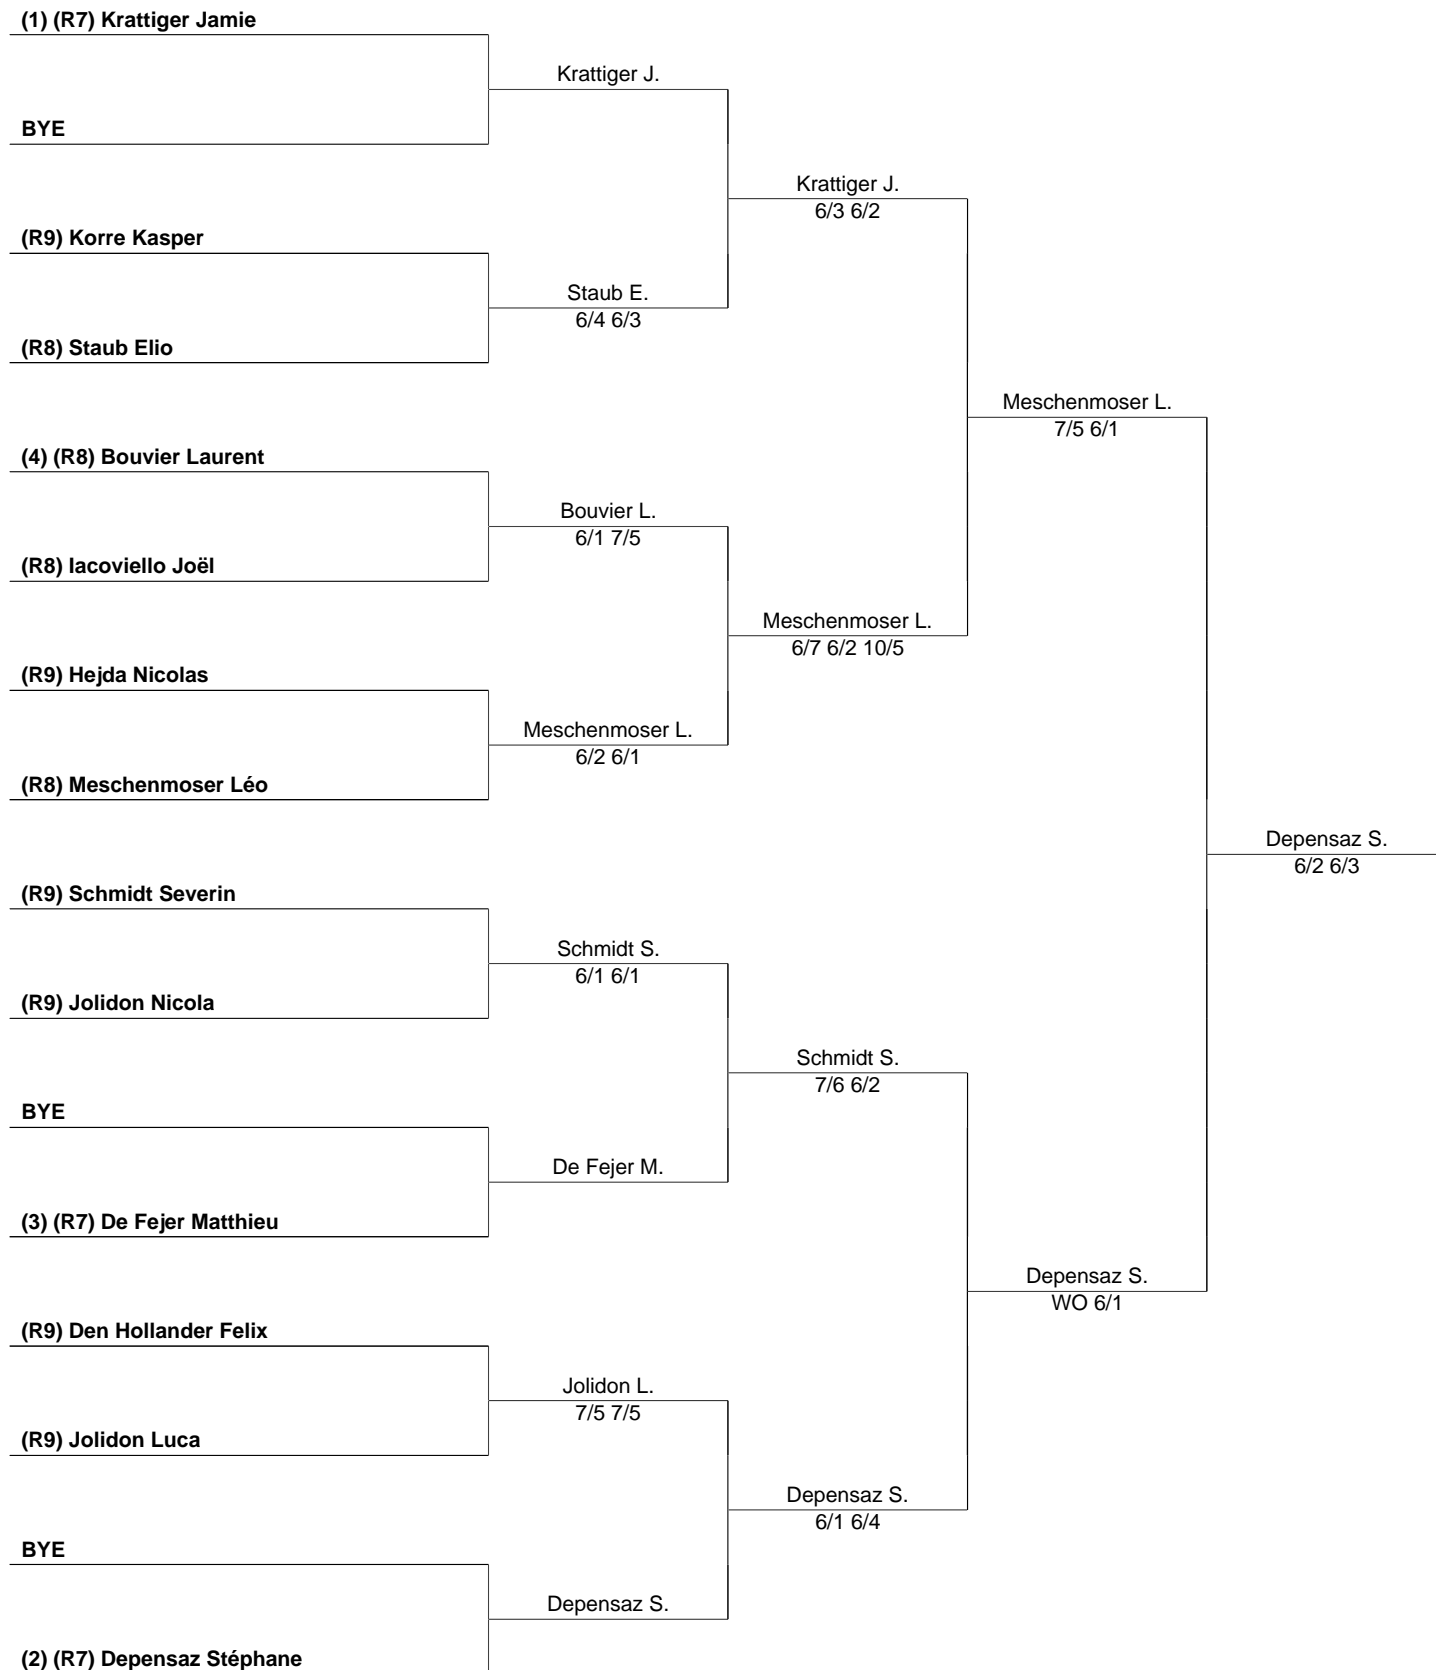 (1) (R7) Krattiger Jamie
Krattiger J.
BYE
Krattiger J.
6/3 6/2
(R9) Korre Kasper
Staub E.
6/4 6/3
(R8) Staub Elio
Meschenmoser L.
7/5 6/1
(4) (R8) Bouvier Laurent
Bouvier L.
6/1 7/5
(R8) Iacoviello Joël
Meschenmoser L.
6/7 6/2 10/5
(R9) Hejda Nicolas
Meschenmoser L.
6/2 6/1
(R8) Meschenmoser Léo
Depensaz S.
6/2 6/3
(R9) Schmidt Severin
Schmidt S.
6/1 6/1
(R9) Jolidon Nicola
Schmidt S.
7/6 6/2
BYE
De Fejer M.
(3) (R7) De Fejer Matthieu
Depensaz S.
WO 6/1
(R9) Den Hollander Felix
Jolidon L.
7/5 7/5
(R9) Jolidon Luca
Depensaz S.
6/1 6/4
BYE
Depensaz S.
(2) (R7) Depensaz Stéphane